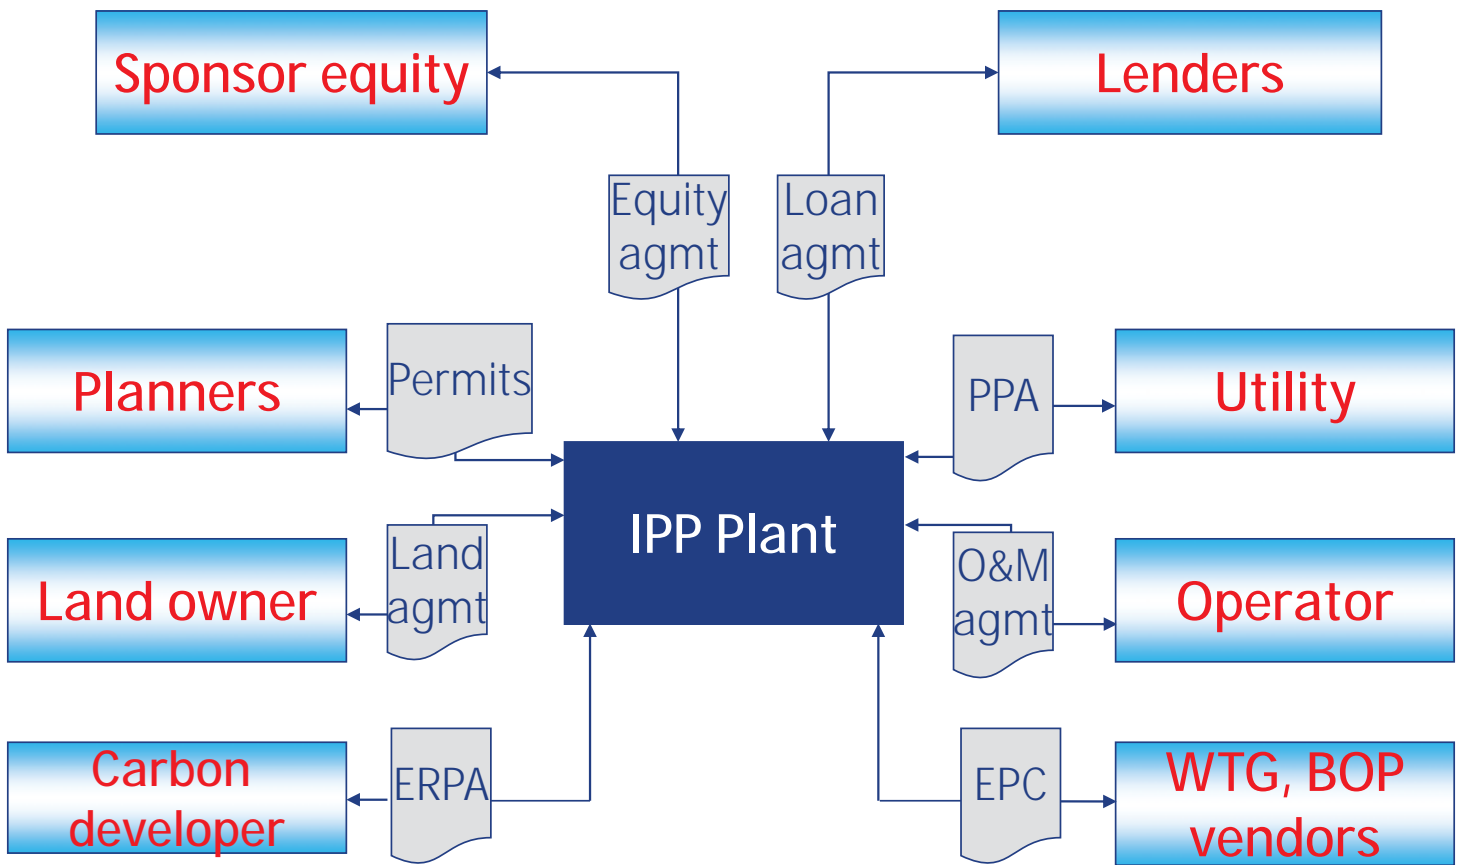 Sponsor equity
Lenders
Equity
agmt
Loan
agmt
Planners
Permits
PPA
Utility
IPP Plant
Land owner
Land
agmt
O&M
agmt
Operator
Carbon
developer
ERPA
EPC
WTG, BOP
vendors